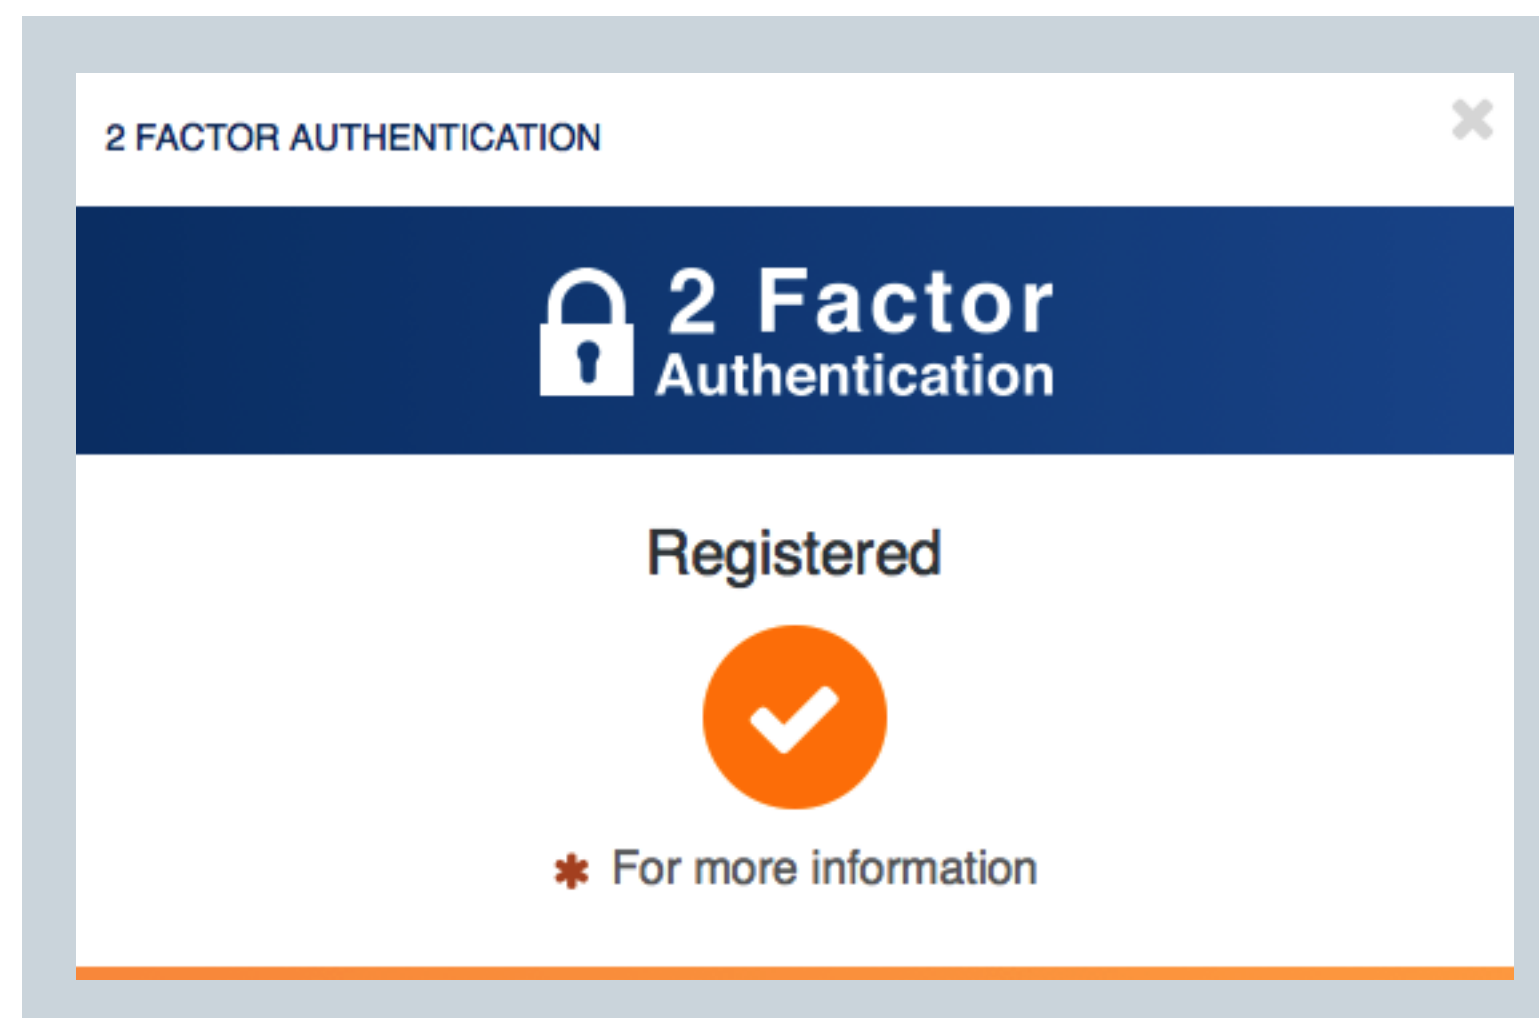 2 FACTOR AUTHENTICATION
2 Factor
Authentication
Registered
For more information